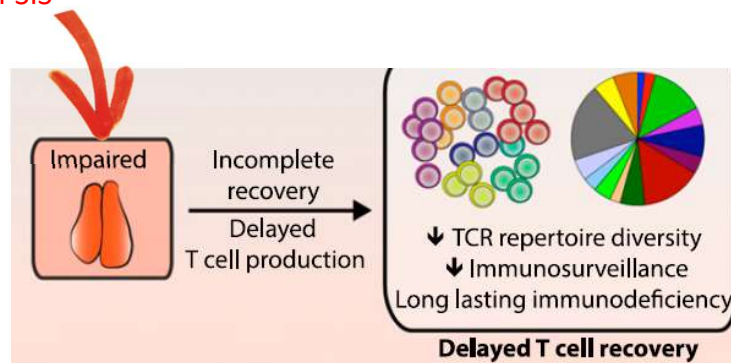 Impaired
Incomplete
recovery
Delayed
T cell production
↓ TCR repertoire diversity
↓ Immunosurveillance
Long lasting immunodeficiency
Delayed T cell recovery